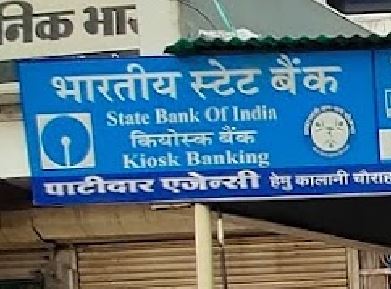 निक भार
भारतीय स्टेट बैंक
State Bank Of India
कियोस्क बैंक
Kiosk Banking
पाटीदार एजेन्सी हेमु कालानी चौराह